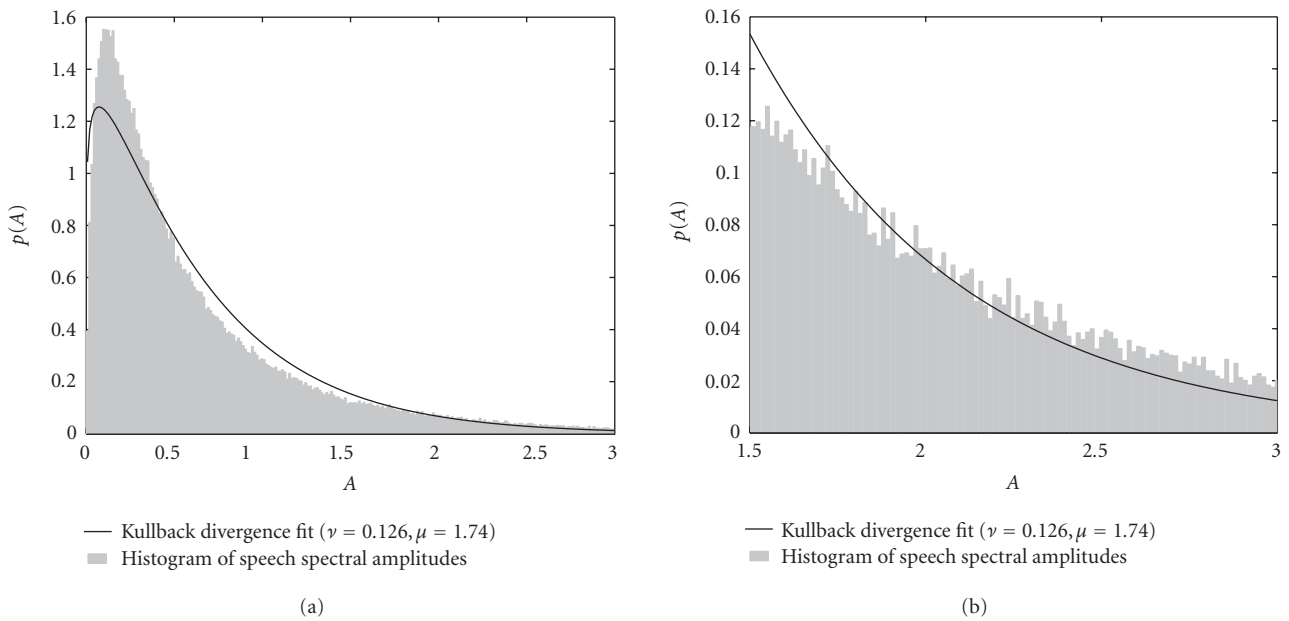 1.6
1.4
1.2
1
0.8
0.6
0.4
0.2
0
p(A)
0 0.5 1 1.5 2 2.5 3
A
Kullback divergence fit (ν = 0.126, μ = 1.74)
Histogram of speech spectral amplitudes
(a)
0.16
0.14
0.12
0.1
0.08
0.06
0.04
0.02
0
p(A)
1.5 2 2.5 3
A
Kullback divergence fit (ν = 0.126, μ = 1.74)
Histogram of speech spectral amplitudes
(b)